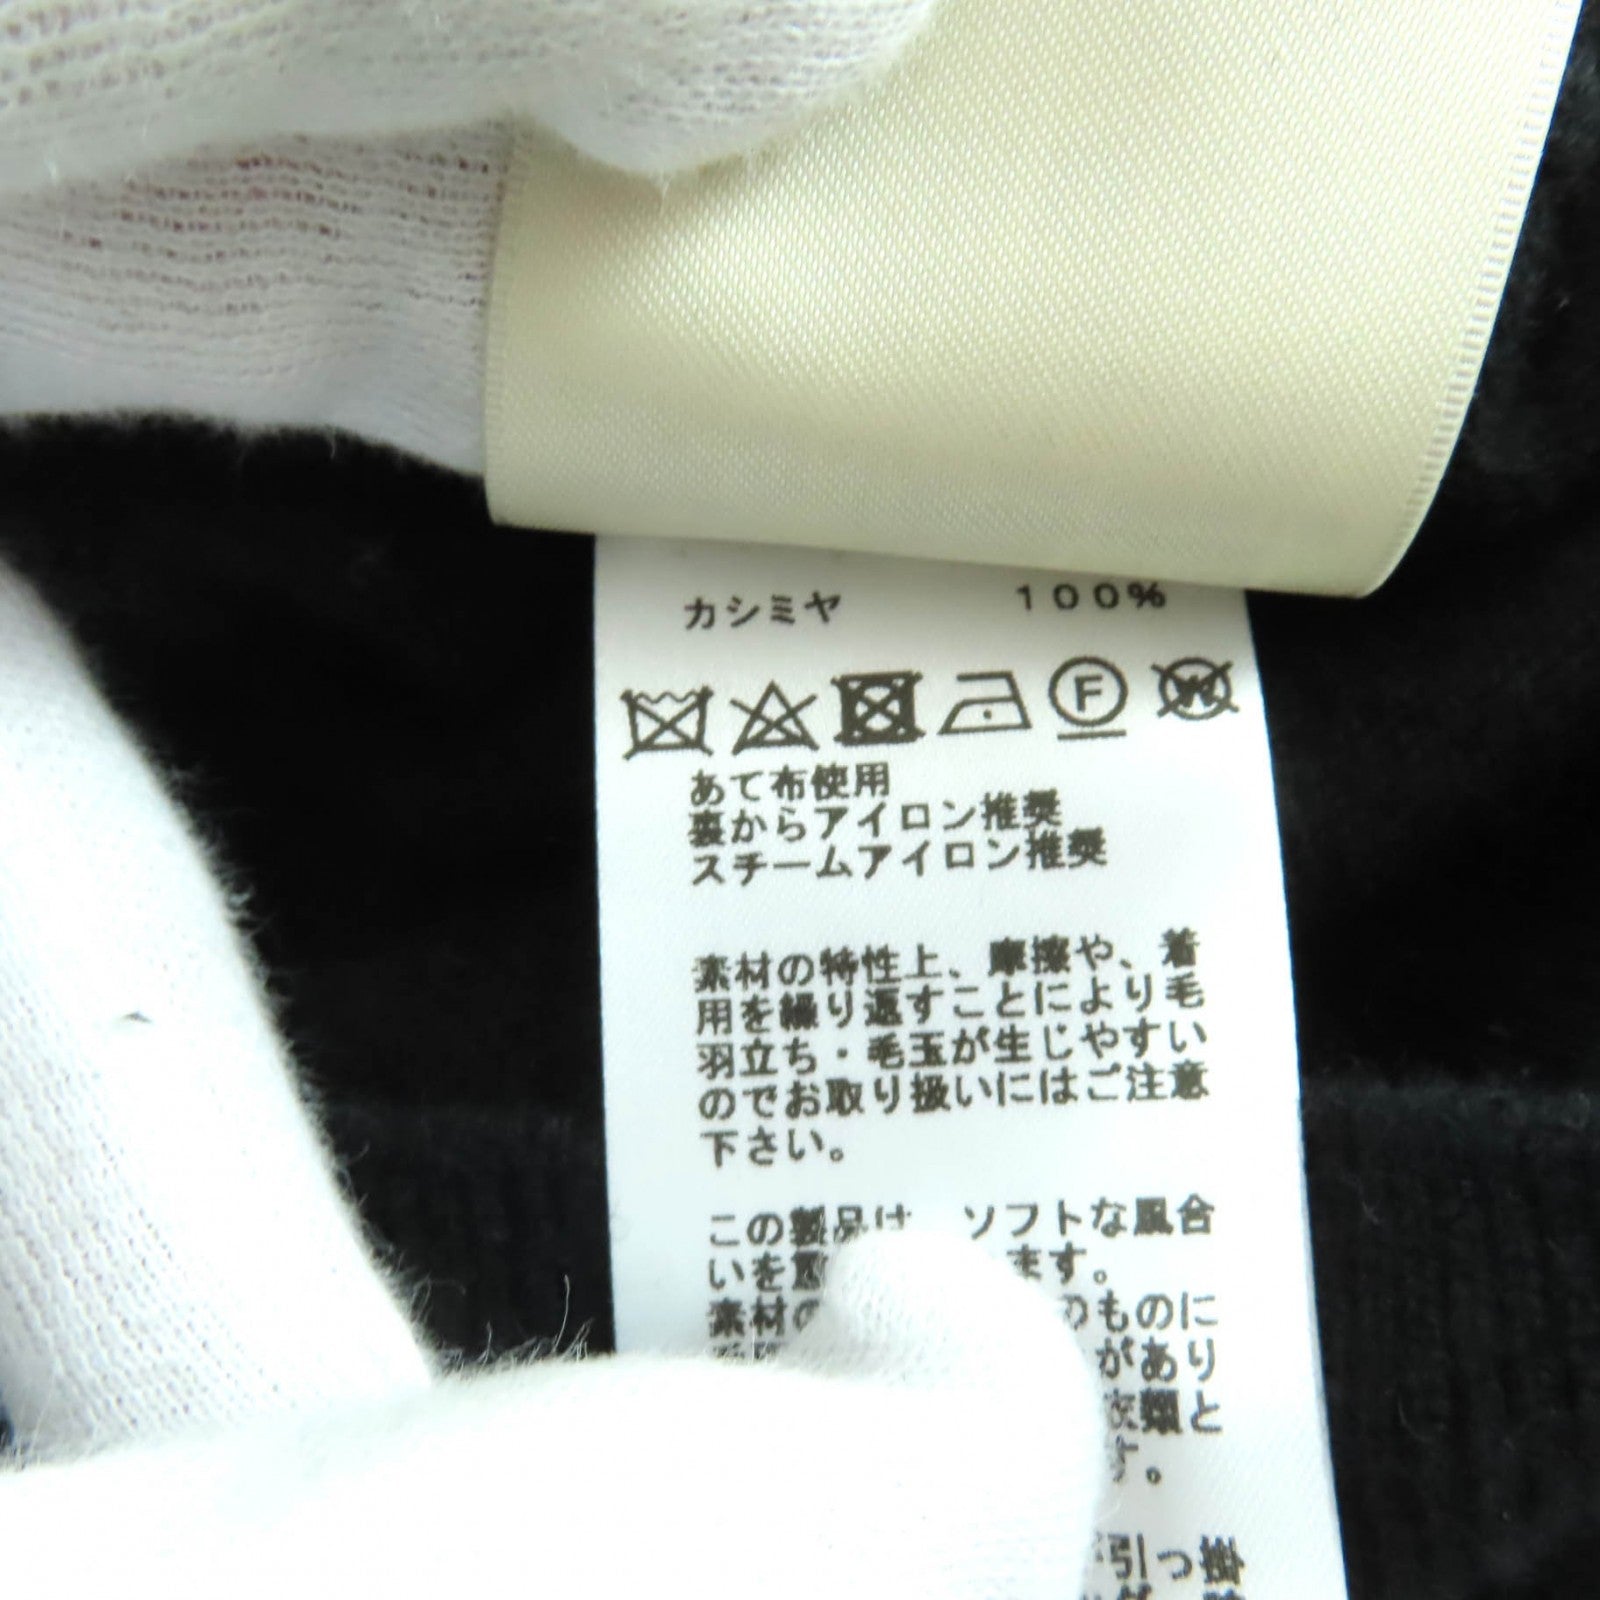 カシミヤ １００％
F W
あて布使用
裏からアイロン推奨
スチームアイロン推奨
素材の特性上、摩擦や、着
用を繰り返すことにより毛
羽立ち・毛玉が生じやすい
のでお取り扱いにはご注意
下さい。
この製品は ソフトな風合
いを ます。
素材の のものに
があり
衣類と
す。
引っ掛